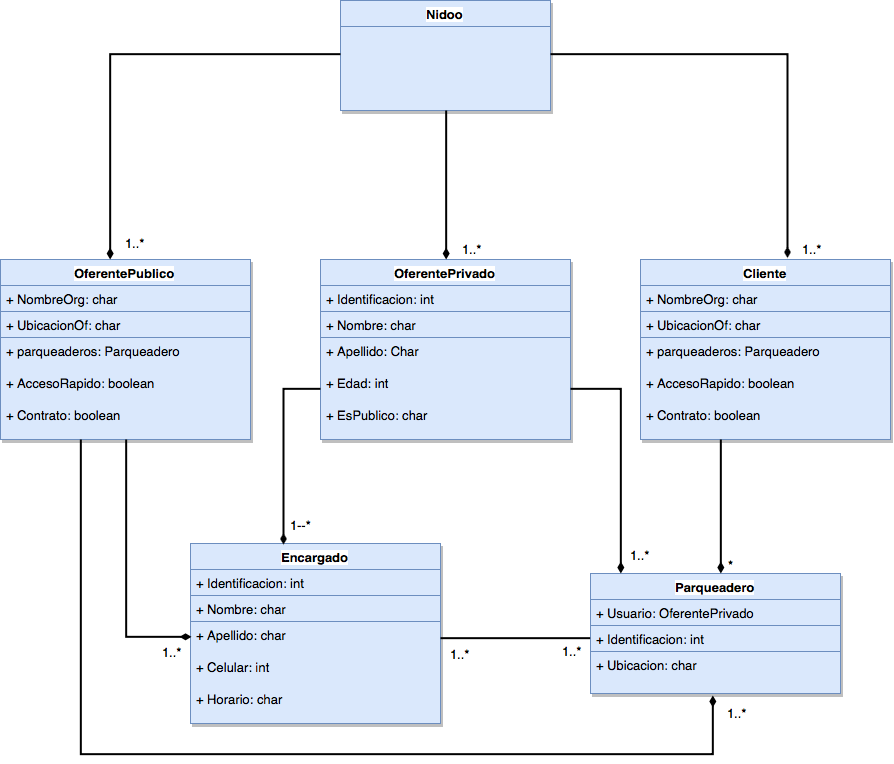 Nidoo
1..*
1..*
1..*
OferentePublico
+ NombreOrg: char
+ UbicacionOf: char
+ parqueaderos: Parqueadero
+ AccesoRapido: boolean
+ Contrato: boolean
OferentePrivado
+ Identificacion: int
+ Nombre: char
+ Apellido: Char
+ Edad: int
+ EsPublico: char
Cliente
+ NombreOrg: char
+ UbicacionOf: char
+ parqueaderos: Parqueadero
+ AccesoRapido: boolean
+ Contrato: boolean
1--*
1..*
*
Encargado
+ Identificacion: int
+ Nombre: char
+ Apellido: char
+ Celular: int
+ Horario: char
1..*
1..*
1..*
Parqueadero
+ Usuario: OferentePrivado
+ Identificacion: int
+ Ubicacion: char
1..*